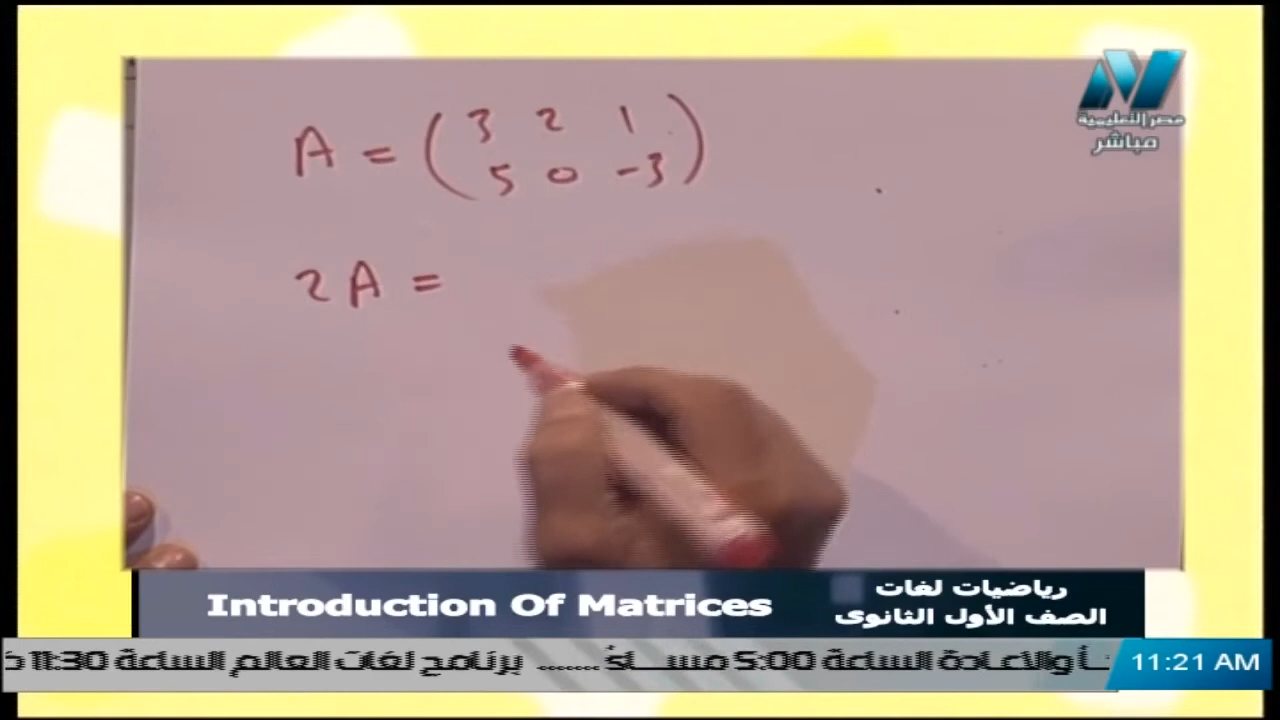 مصر التعليمية
مباشر
A = ( 3 2 1
5 0 -3 )
2A =
Introduction Of Matrices
رياضيات لغات
الصف الأول الثانوى
والاعادة الساعة 5:00 مســاءً ....... برنامج لغات العالم الساعة 11:30
11:21 AM